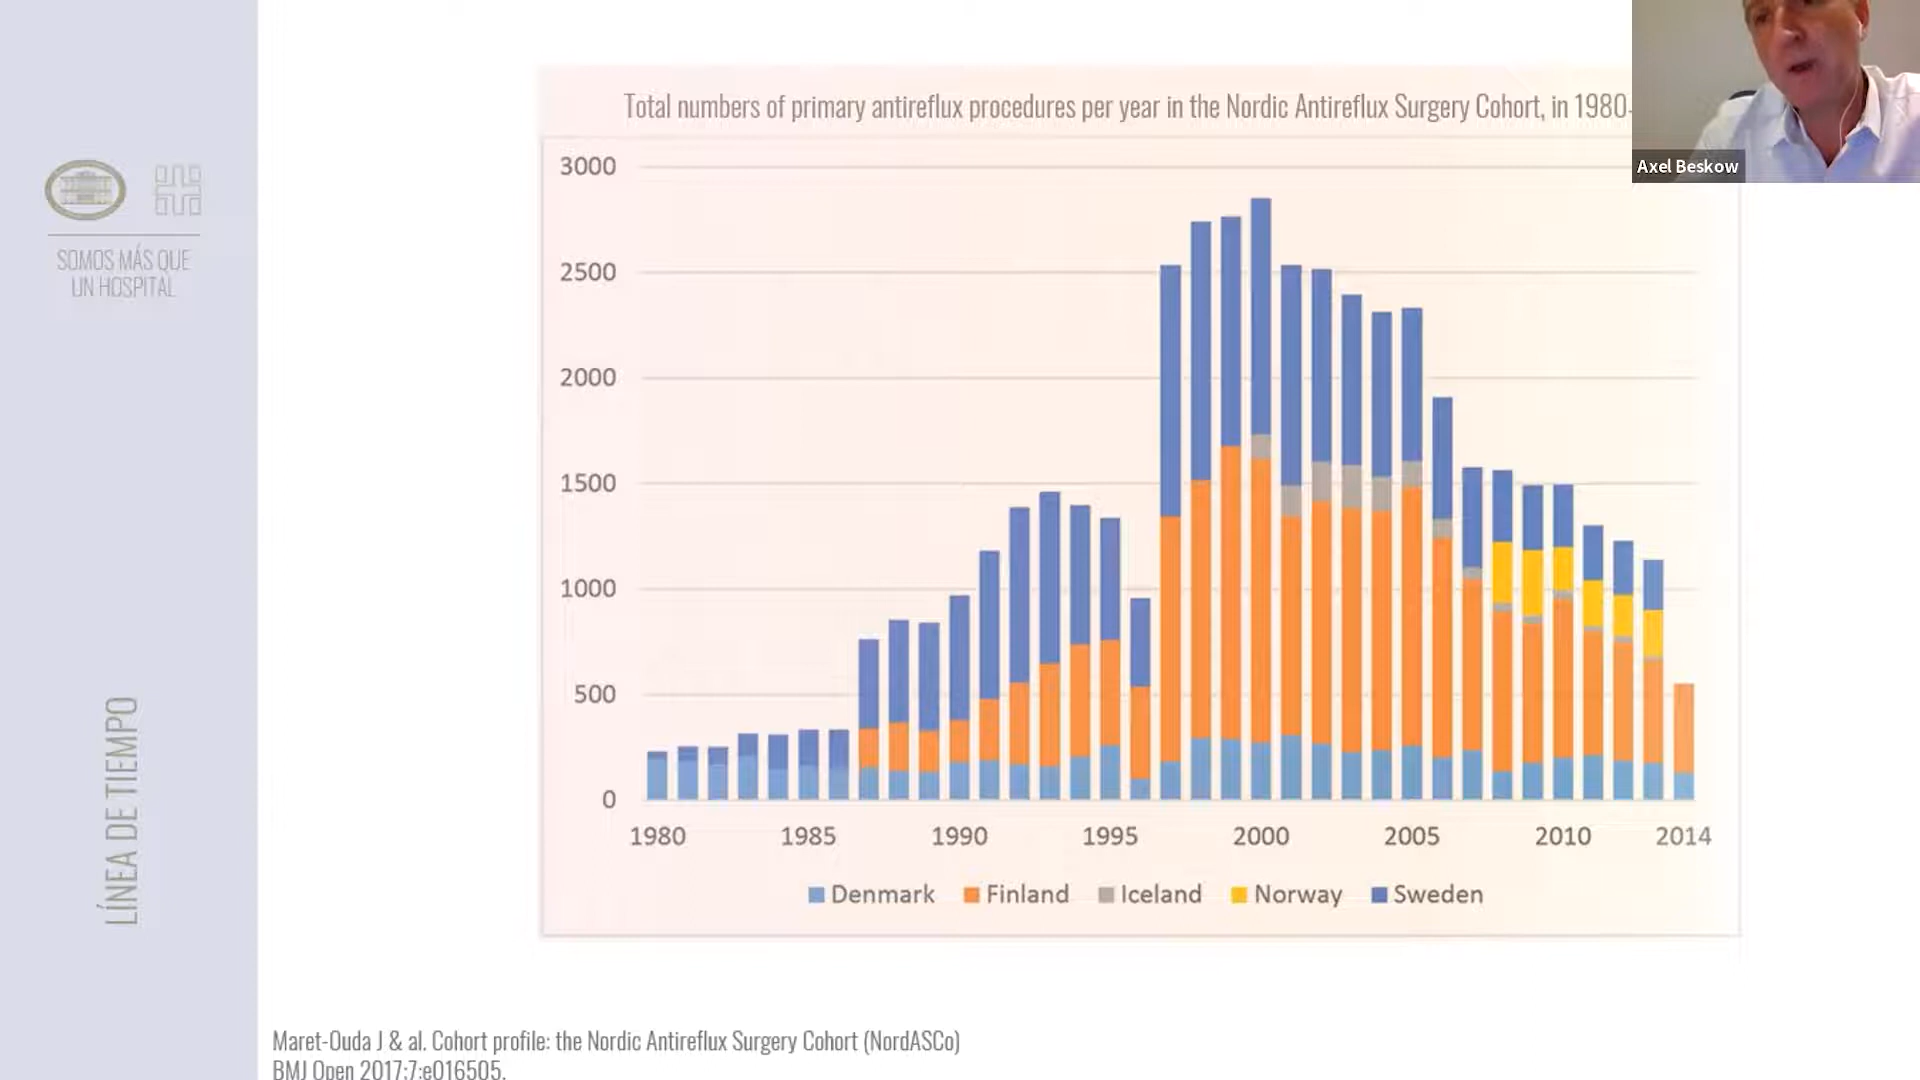 Total numbers of primary antireflux procedures per year in the Nordic Antireflux Surgery Cohort, in 1980-
Axel Beskow
SOMOS MÁS QUE
UN HOSPITAL
LÍNEA DE TIEMPO
3000
2500
2000
1500
1000
500
0
1980 1985 1990 1995 2000 2005 2010 2014
Denmark Finland Iceland Norway Sweden
Maret-Ouda J & al. Cohort profile: the Nordic Antireflux Surgery Cohort (NordASCo)
BMJ Open 2017;7:e016505.